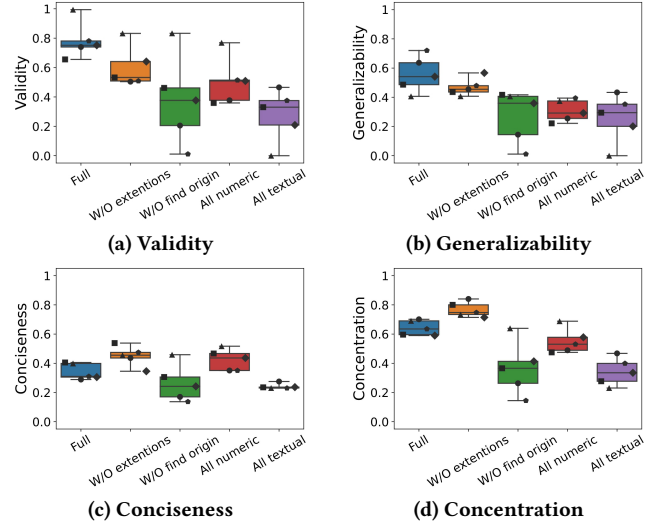 1
0.8
0.6
0.4
0.2
0.0
Validity
Full
W/O extentions
W/O find origin
All numeric
All textual
(a) Validity
1
0.8
0.6
0.4
0.2
0.0
Generalizability
Full
W/O extentions
W/O find origin
All numeric
All textual
(b) Generalizability
1
0.8
0.6
0.4
0.2
0.0
Conciseness
Full
W/O extentions
W/O find origin
All numeric
All textual
(c) Conciseness
1
0.8
0.6
0.4
0.2
0.0
Concentration
Full
W/O extentions
W/O find origin
All numeric
All textual
(d) Concentration